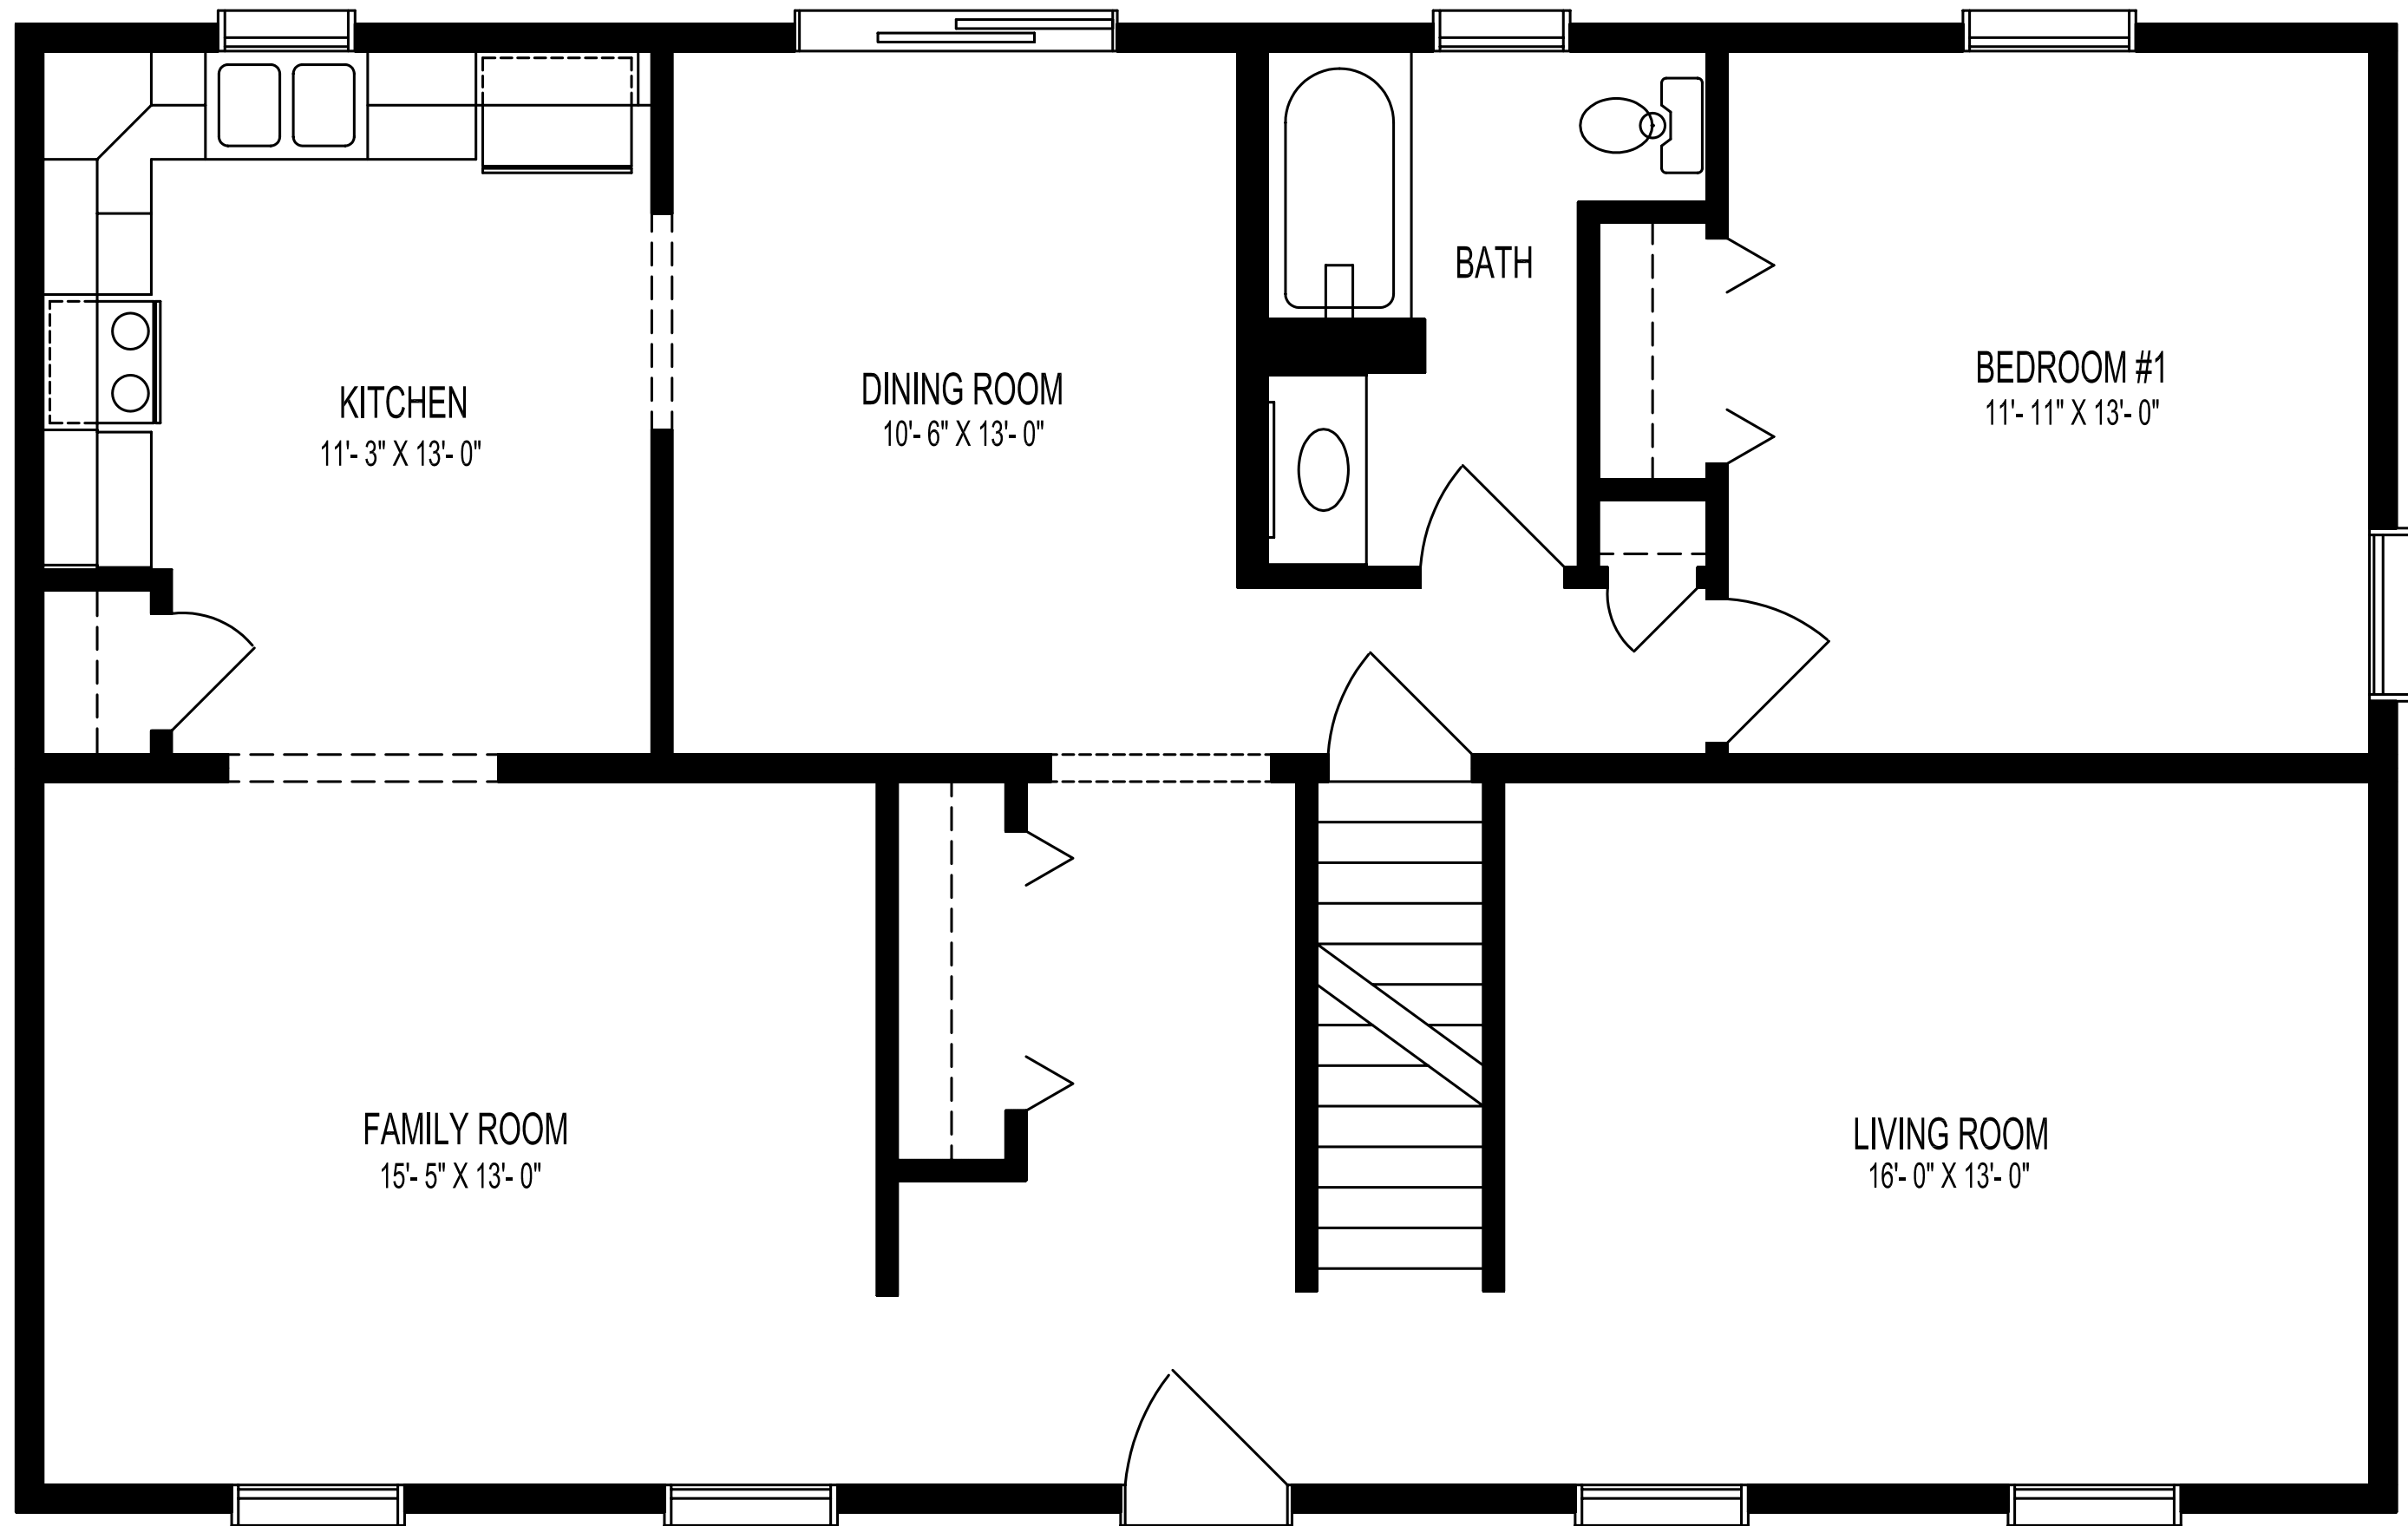 BATH
BEDROOM #1
11'- 11" X 13'- 0"
DINING ROOM
10'- 6" X 13'- 0"
KITCHEN
11'- 3" X 13'- 0"
FAMILY ROOM
15'- 5" X 13'- 0"
LIVING ROOM
16'- 0" X 13'- 0"